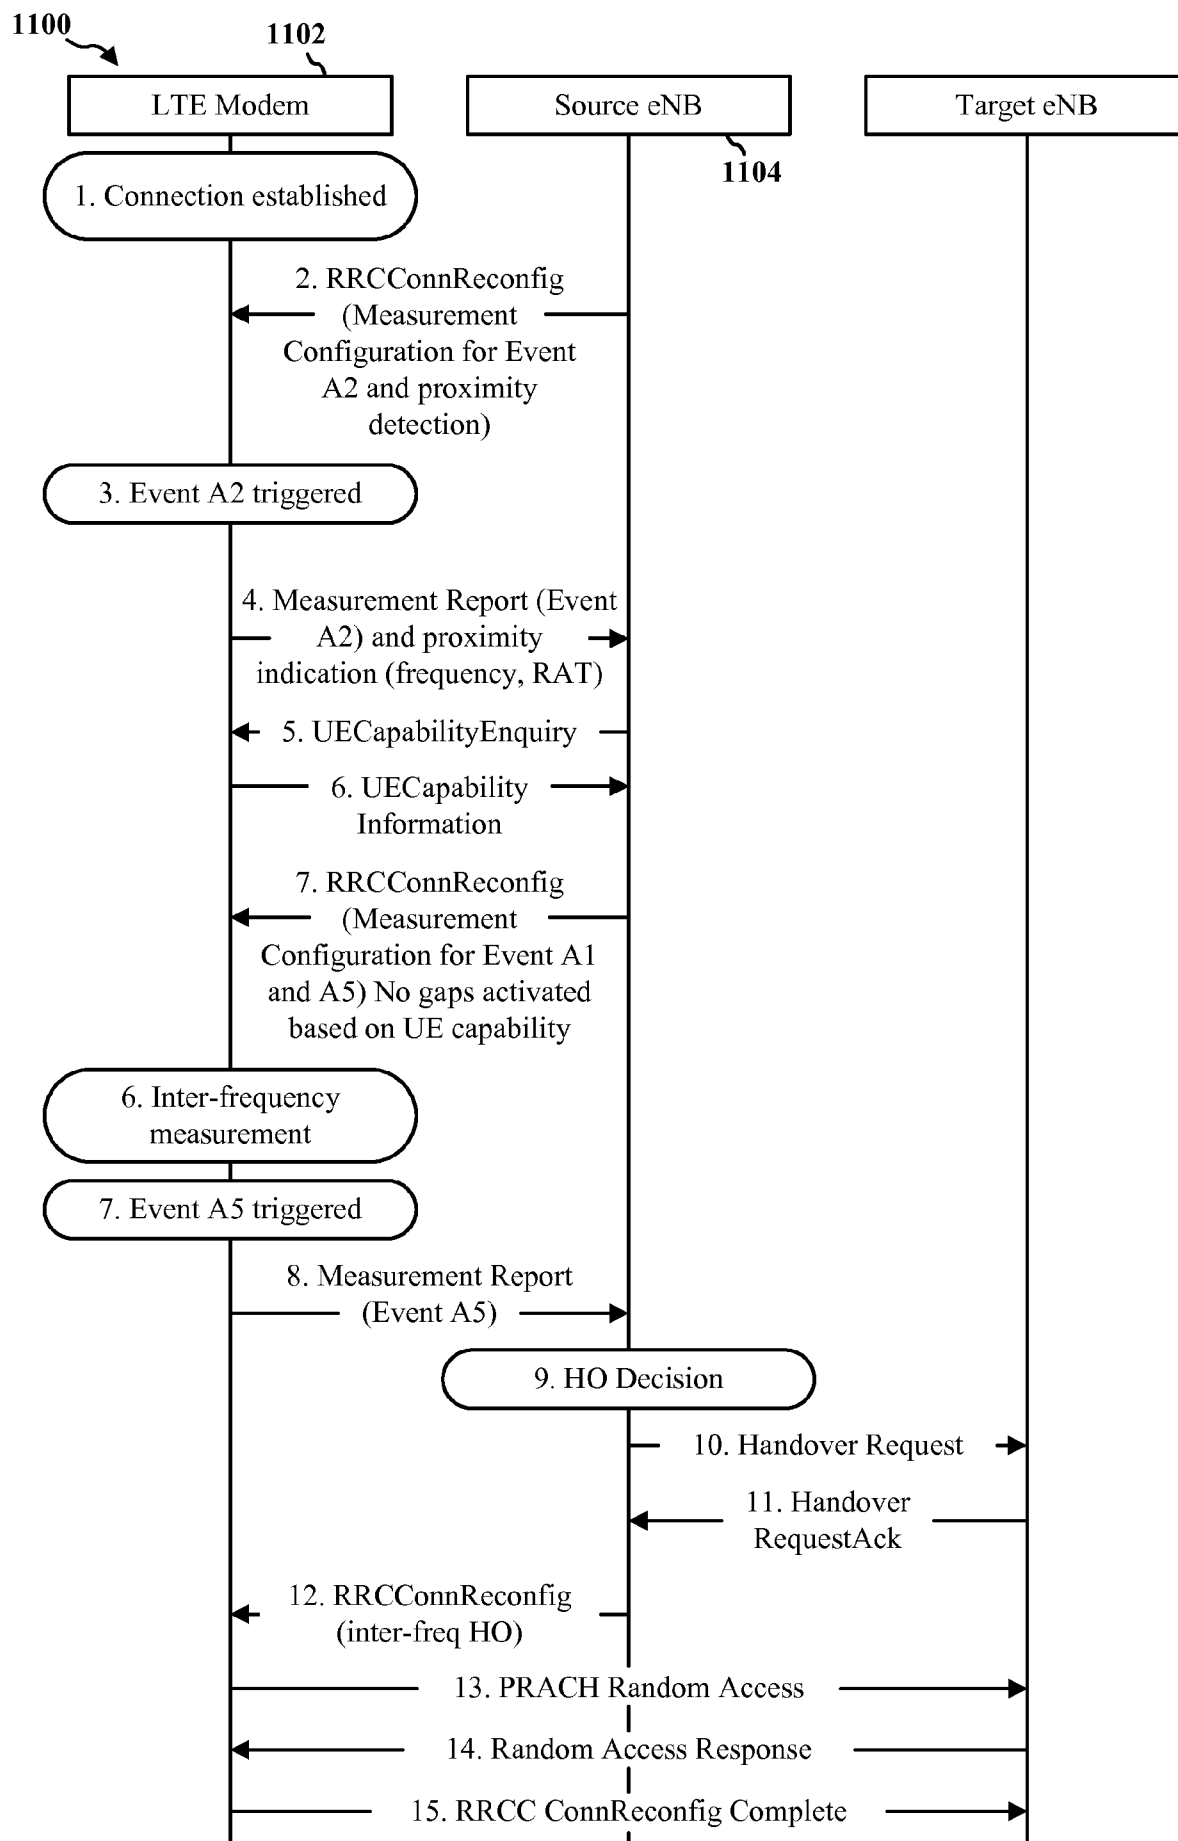 1100
1102
LTE Modem
Source eNB
Target eNB
1104
1. Connection established
2. RRCConnReconfig
(Measurement
Configuration for Event
A2 and proximity
detection)
3. Event A2 triggered
4. Measurement Report (Event
A2) and proximity
indication (frequency, RAT)
5. UECapabilityEnquiry
6. UECapability
Information
7. RRCConnReconfig
(Measurement
Configuration for Event A1
and A5) No gaps activated
based on UE capability
6. Inter-frequency
measurement
7. Event A5 triggered
8. Measurement Report
(Event A5)
9. HO Decision
10. Handover Request
11. Handover
RequestAck
12. RRCConnReconfig
(inter-freq HO)
13. PRACH Random Access
14. Random Access Response
15. RRCC ConnReconfig Complete